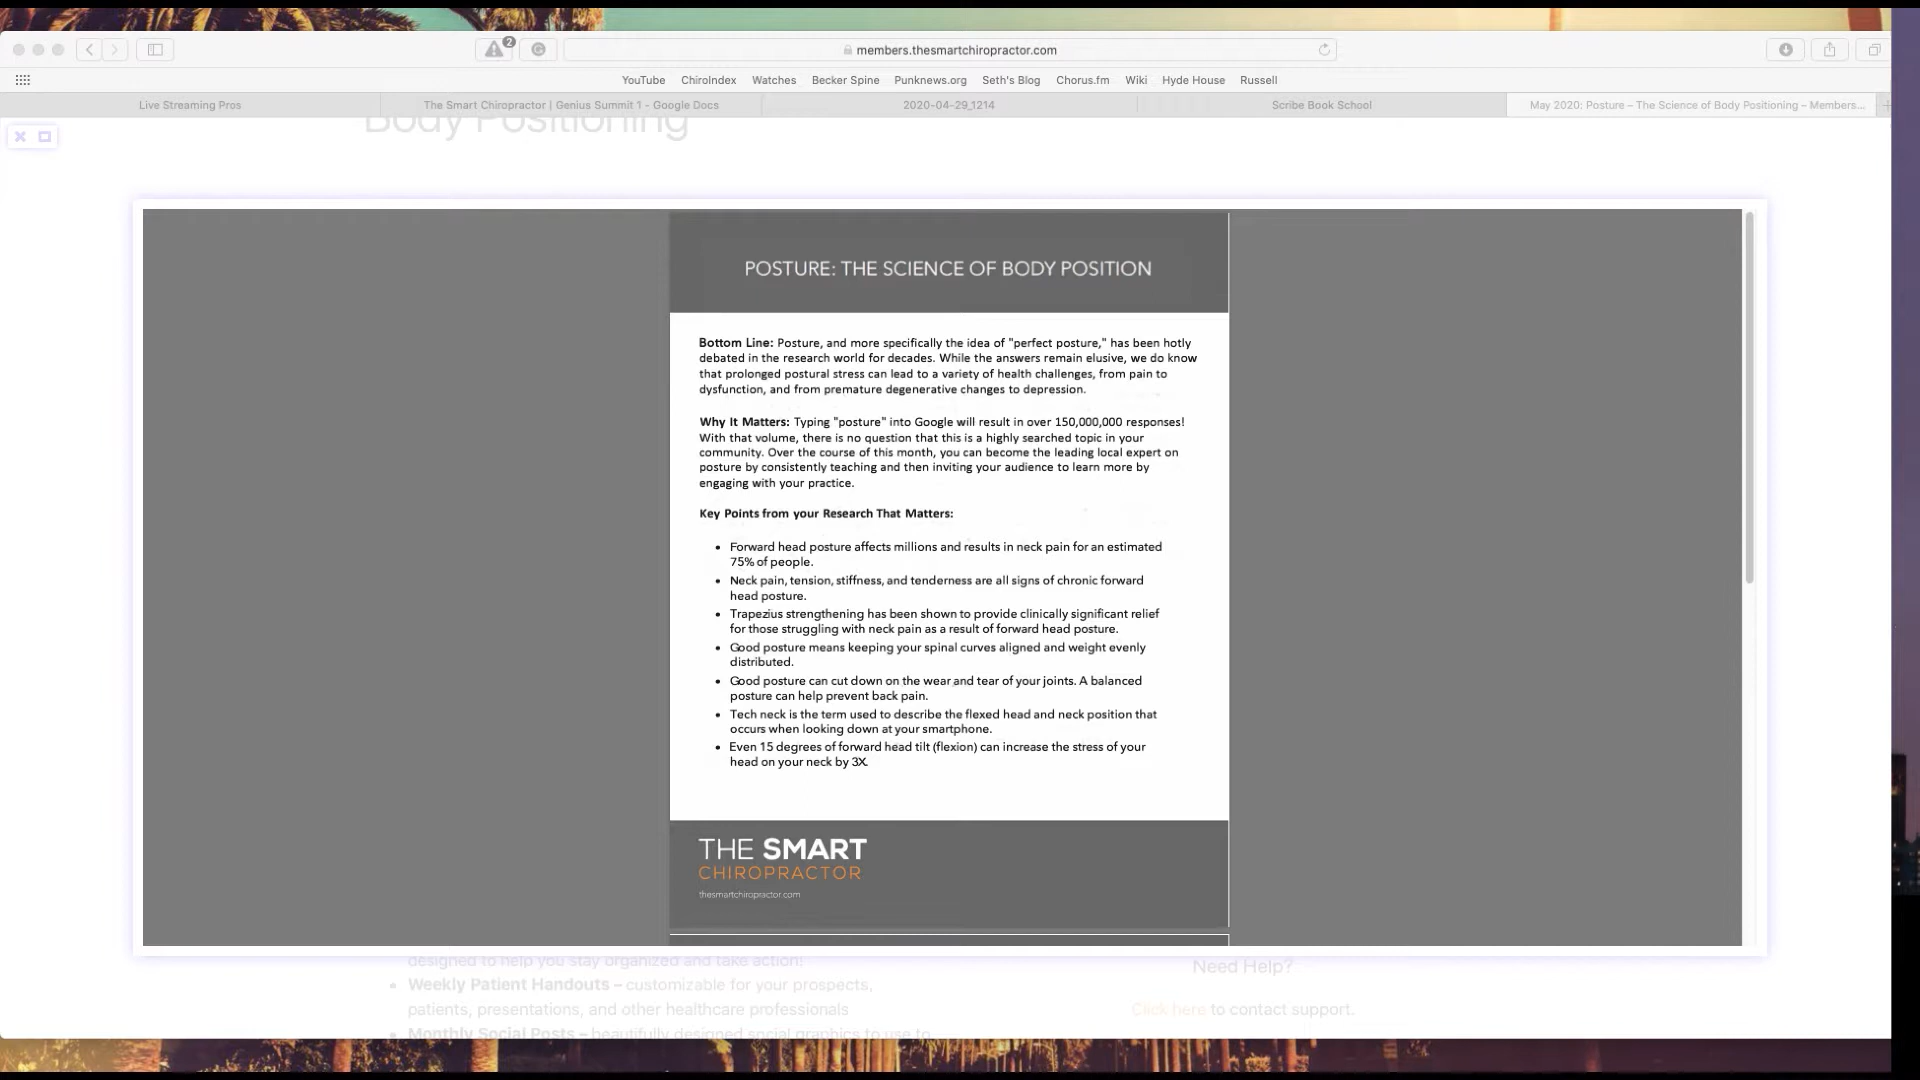 2
members.thesmartchiropractor.com
YouTube ChiroIndex Watches Becker Spine Punknews.org Seth's Blog Chorus.fm Wiki Hyde House Russell
Live Streaming Pros The Smart Chiropractor | Genius Summit 1 - Google Docs 2020-04-29_1214 Scribe Book School May 2020: Posture – The Science of Body Positioning – Members...
Body Positioning
POSTURE: THE SCIENCE OF BODY POSITION
Bottom Line: Posture, and more specifically the idea of "perfect posture," has been hotly
debated in the research world for decades. While the answers remain elusive, we do know
that prolonged postural stress can lead to a variety of health challenges, from pain to
dysfunction, and from premature degenerative changes to depression.
Why It Matters: Typing "posture" into Google will result in over 150,000,000 responses!
With that volume, there is no question that this is a highly searched topic in your
community. Over the course of this month, you can become the leading local expert on
posture by consistently teaching and then inviting your audience to learn more by
engaging with your practice.
Key Points from your Research That Matters:
• Forward head posture affects millions and results in neck pain for an estimated
75% of people.
• Neck pain, tension, stiffness, and tenderness are all signs of chronic forward
head posture.
• Trapezius strengthening has been shown to provide clinically significant relief
for those struggling with neck pain as a result of forward head posture.
• Good posture means keeping your spinal curves aligned and weight evenly
distributed.
• Good posture can cut down on the wear and tear of your joints. A balanced
posture can help prevent back pain.
• Tech neck is the term used to describe the flexed head and neck position that
occurs when looking down at your smartphone.
• Even 15 degrees of forward head tilt (flexion) can increase the stress of your
head on your neck by 3X.
THE SMART
CHIROPRACTOR
thesmartchiropractor.com
designed to help you stay organized and take action!
• Weekly Patient Handouts – customizable for your prospects,
patients, presentations, and other healthcare professionals
• Monthly Social Posts – beautifully designed social graphics to use to
Need Help?
Click here to contact support.